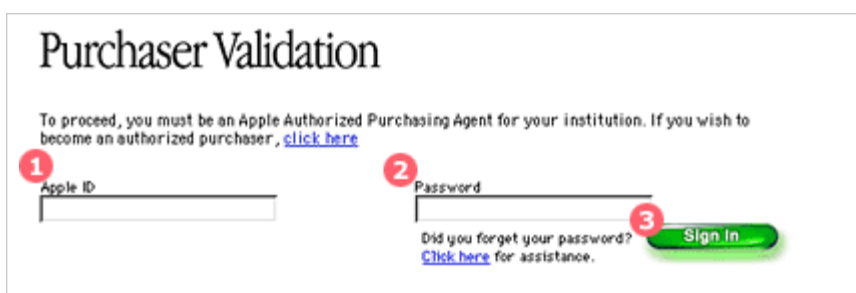 Purchaser Validation
To proceed, you must be an Apple Authorized Purchasing Agent for your institution. If you wish to
become an authorized purchaser, click here
1
2
Apple ID
Password
3
Sign In
Did you forget your password?
Click here for assistance.